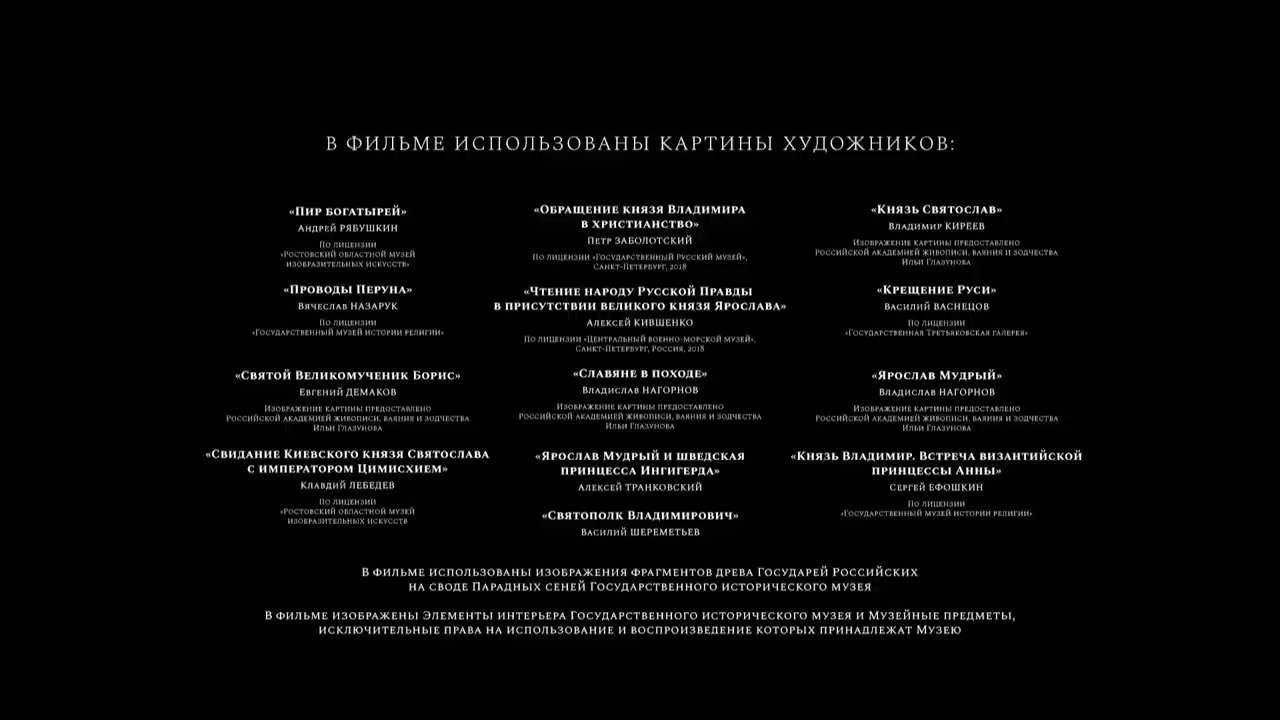 В ФИЛЬМЕ ИСПОЛЬЗОВАНЫ КАРТИНЫ ХУДОЖНИКОВ:
«Пир богатырей»
Андрей РЯБУШКИН
По лицензии
«Ростовский областной музей
изобразительных искусств»
«Проводы Перуна»
Вячеслав НАЗАРУК
По лицензии
«Государственный музей истории религии»
«Святой Великомученик Борис»
Евгений ДЕМАКОВ
Изображение картины предоставлено
Российской академией живописи, ваяния и зодчества
Ильи Глазунова
«Свидание Киевского князя Святослава
с императором Цимисхием»
Клавдий ЛЕБЕДЕВ
По лицензии
«Ростовский областной музей
изобразительных искусств
«Обращение князя Владимира
в христианство»
Петр ЗАБОЛОТСКИЙ
По лицензии «Государственный Русский музей»,
Санкт-Петербург, 2018
«Чтение народу Русской Правды
в присутствии великого князя Ярослава»
Алексей КИВШЕНКО
По лицензии «Центральный военно-морской музей»,
Санкт-Петербург, Россия, 2018
«Славяне в походе»
Владислав НАГОРНОВ
Изображение картины предоставлено
Российской академией живописи, ваяния и зодчества
Ильи Глазунова
«Ярослав Мудрый и шведская
принцесса Ингигерда»
Алексей ТРАНКОВСКИЙ
«Святополк Владимирович»
Василий ШЕРЕМЕТЬЕВ
«Князь Святослав»
Владимир КИРЕЕВ
Изображение картины предоставлено
Российской академией живописи, ваяния и зодчества
Ильи Глазунова
«Крещение Руси»
Василий ВАСНЕЦОВ
По лицензии
«Государственная Третьяковская галерея»
«Ярослав Мудрый»
Владислав НАГОРНОВ
Изображение картины предоставлено
Российской академией живописи, ваяния и зодчества
Ильи Глазунова
«Князь Владимир. Встреча византийской
принцессы Анны»
Сергей ЕФОШКИН
По лицензии
«Государственный музей истории религии»
В фильме использованы изображения фрагментов древа Государей Российских
на своде Парадных сеней Государственного исторического музея
В фильме изображены Элементы интерьера Государственного исторического музея и Музейные предметы,
исключительные права на использование и воспроизведение которых принадлежат Музею